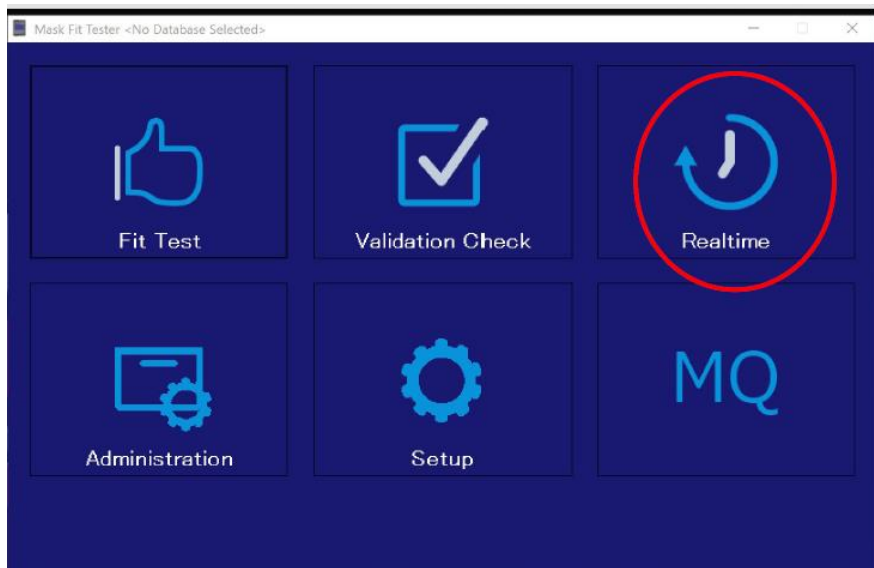 Mask Fit Tester <No Database Selected>
Fit Test
Validation Check
Realtime
Administration
Setup
MQ